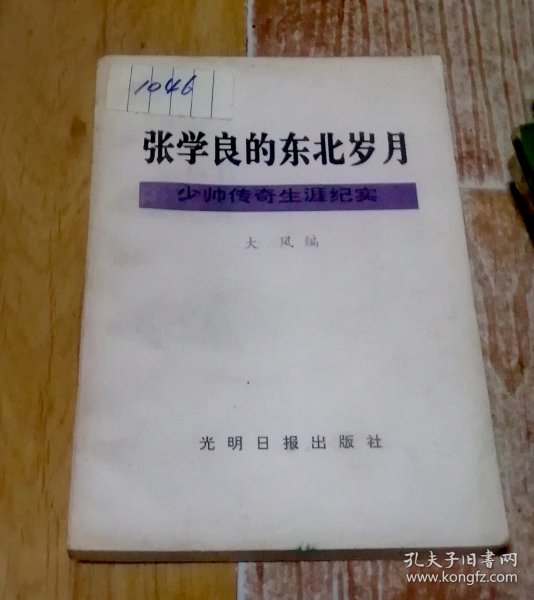 1046
张学良的东北岁月
少帅传奇生涯纪实
大风编
光明日报出版社
孔夫子旧书网
www.kongfz.com